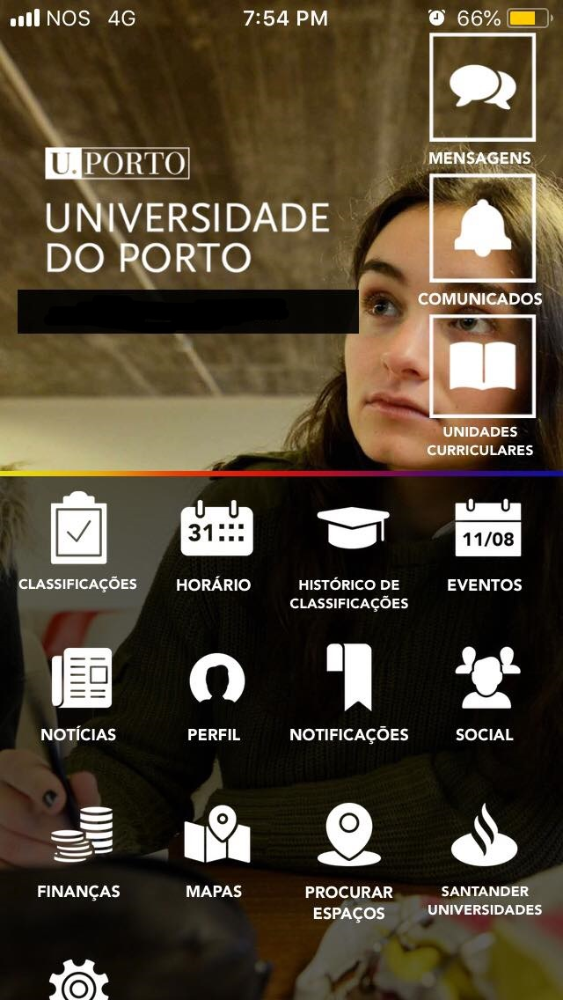 NOS 4G 7:54 PM 66%
MENSAGENS
U.PORTO
UNIVERSIDADE
DO PORTO
COMUNICADOS
UNIDADES
CURRICULARES
31
11/08
CLASSIFICAÇÕES
HORÁRIO
HISTÓRICO DE
CLASSIFICAÇÕES
EVENTOS
NOTÍCIAS
PERFIL
NOTIFICAÇÕES
SOCIAL
FINANÇAS
MAPAS
PROCURAR
ESPAÇOS
SANTANDER
UNIVERSIDADES